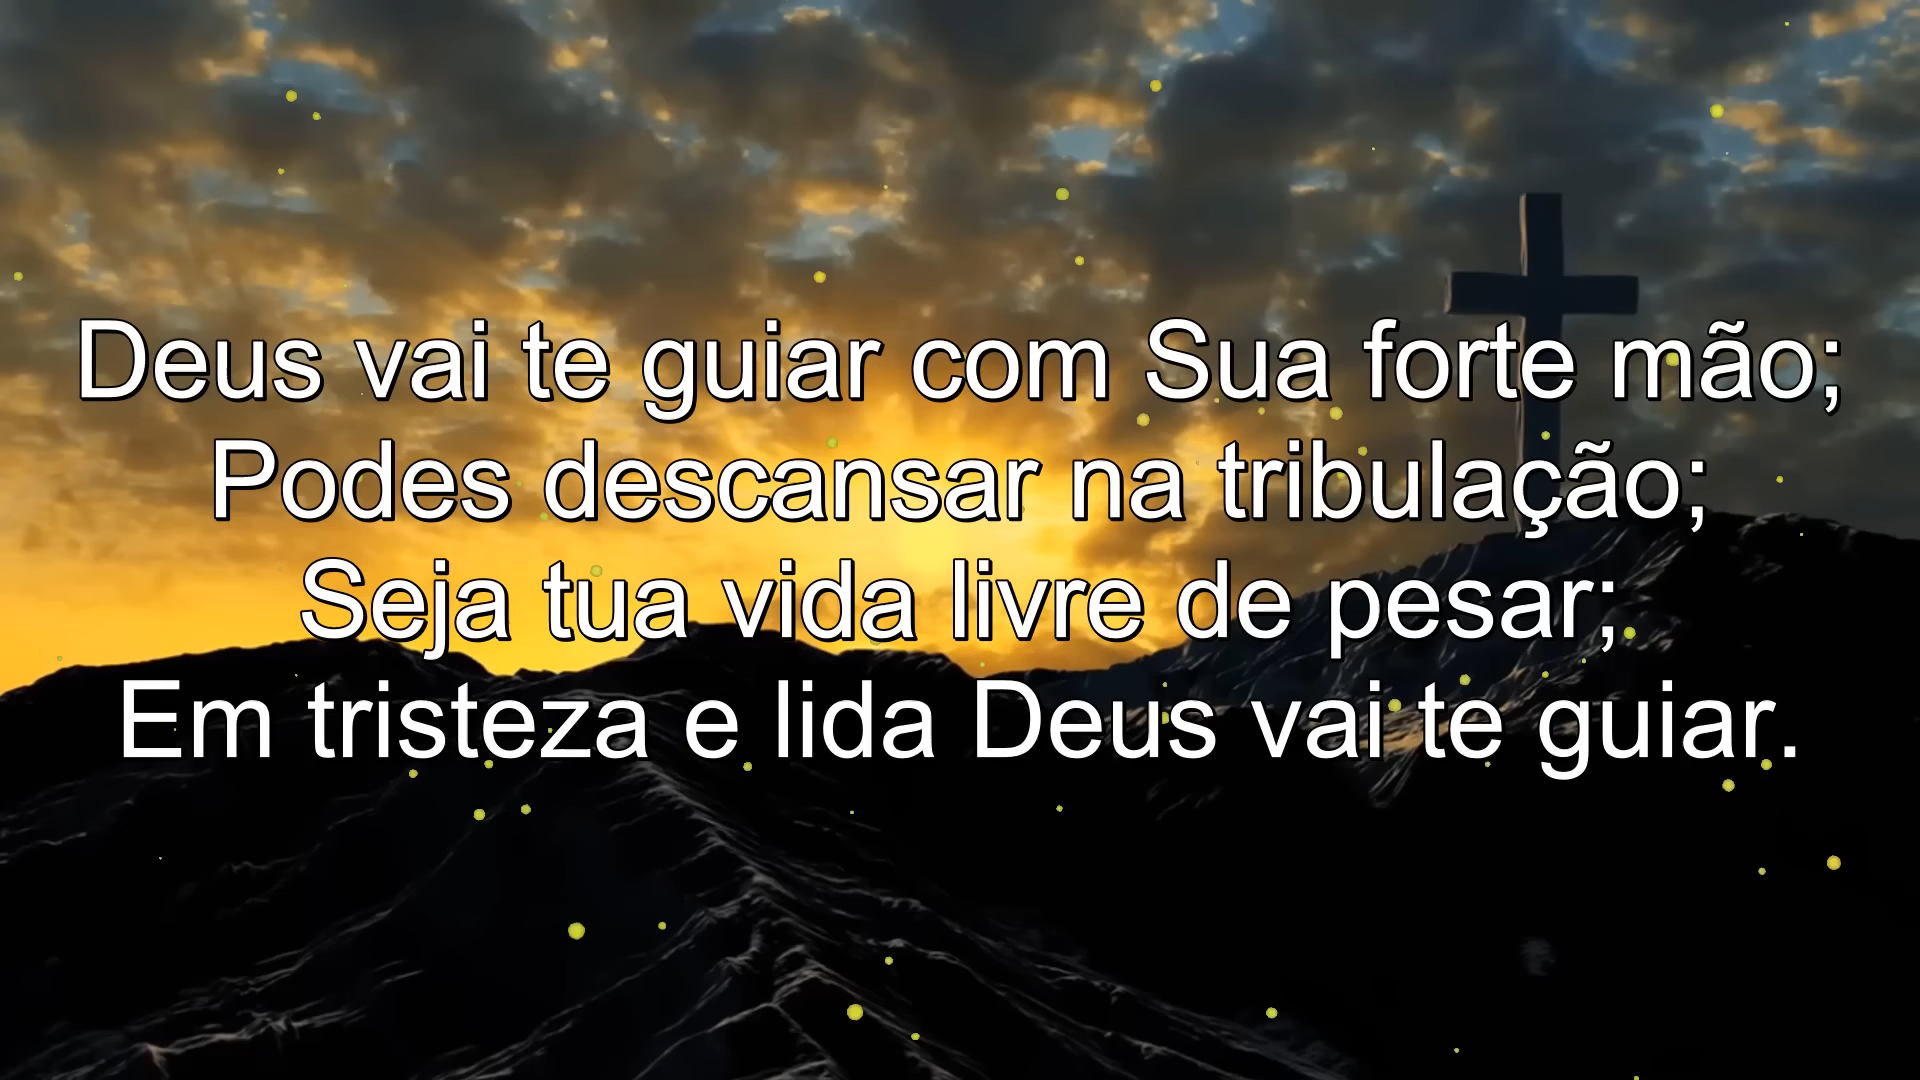 Deus vai te guiar com Sua forte mão;
Podes descansar na tribulação;
Seja tua vida livre de pesar;
Em tristeza e lida Deus vai te guiar.